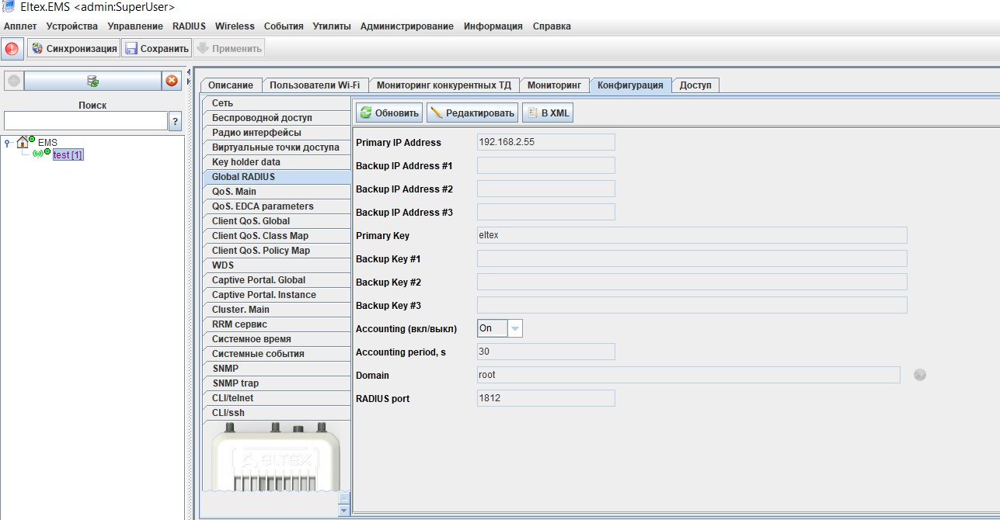 Eltex.EMS <admin:SuperUser>
Апплет Устройства Управление RADIUS Wireless События Утилиты Администрирование Информация Справка
Синхронизация Сохранить Применить
Описание Пользователи Wi-Fi Мониторинг конкурентных ТД Мониторинг Конфигурация Доступ
Поиск
?
EMS
test [1]
Сеть
Беспроводной доступ
Радио интерфейсы
Виртуальные точки доступа
Key holder data
Global RADIUS
QoS. Main
QoS. EDCA parameters
Client QoS. Global
Client QoS. Class Map
Client QoS. Policy Map
WDS
Captive Portal. Global
Captive Portal. Instance
Cluster. Main
RRM сервис
Системное время
Системные события
SNMP
SNMP trap
CLI/telnet
CLI/ssh
ELTEX
Обновить Редактировать В XML
Primary IP Address 192.168.2.55
Backup IP Address #1
Backup IP Address #2
Backup IP Address #3
Primary Key eltex
Backup Key #1
Backup Key #2
Backup Key #3
Accounting (вкл/выкл) On
Accounting period, s 30
Domain root
RADIUS port 1812